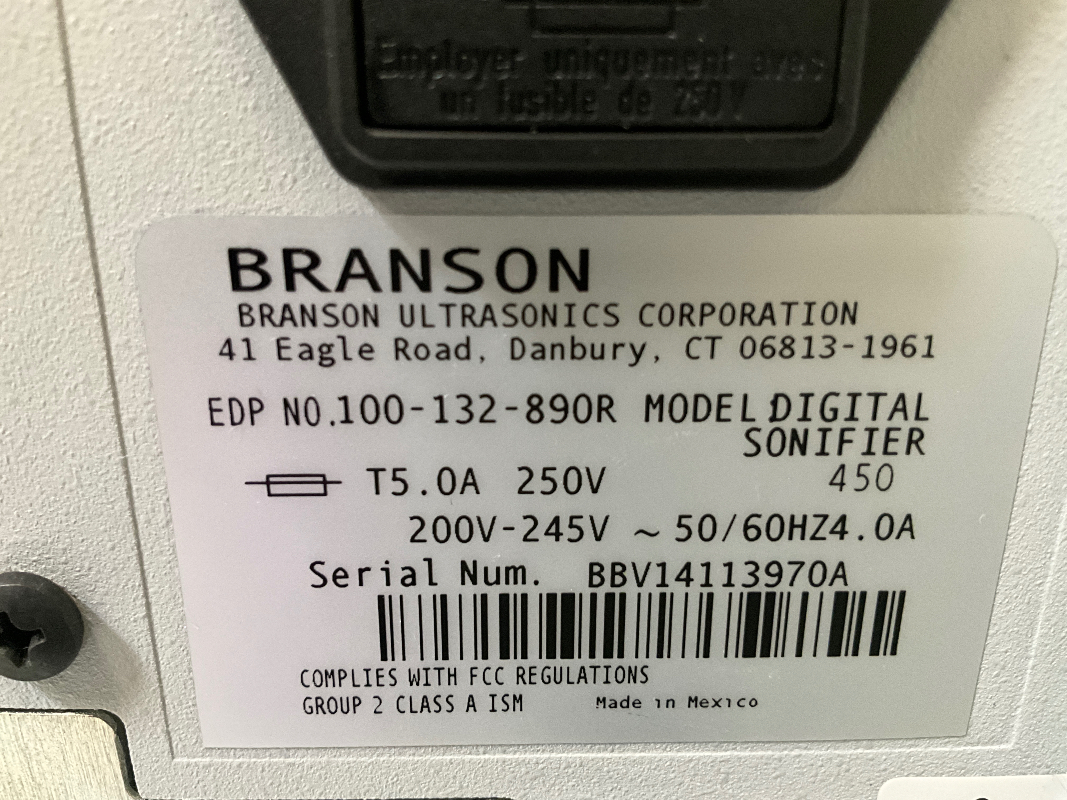 Employer uniquement avec
un fusible de 250V
BRANSON
BRANSON ULTRASONICS CORPORATION
41 Eagle Road, Danbury, CT 06813-1961
EDP NO.100-132-890R MODEL DIGITAL
SONIFIER
T5.0A 250V 450
200V-245V ~ 50/60HZ4.0A
Serial Num. BBV14113970A
COMPLIES WITH FCC REGULATIONS
GROUP 2 CLASS A ISM Made in Mexico